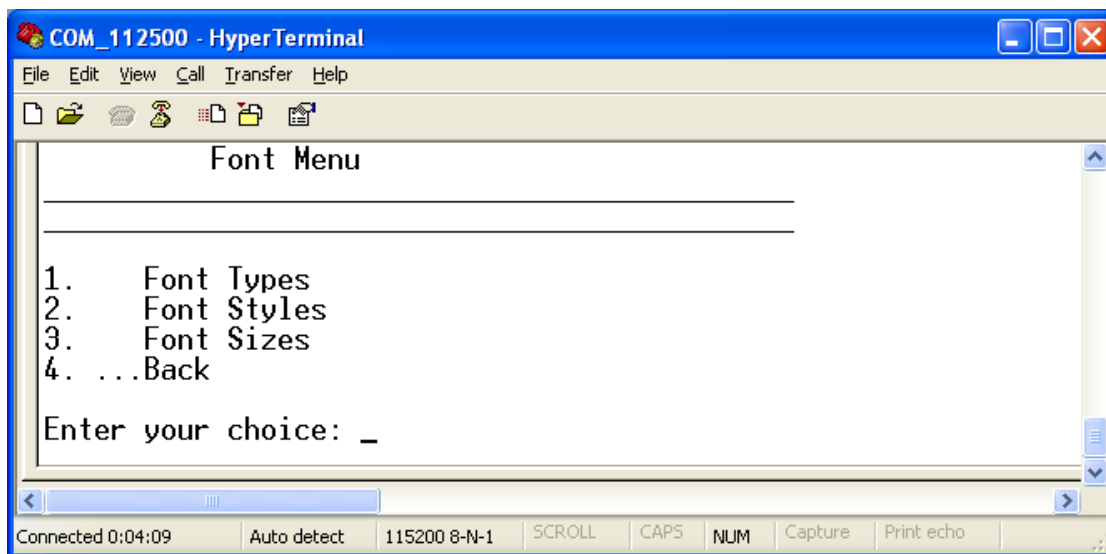 COM_112500 - HyperTerminal
File Edit View Call Transfer Help
Font Menu
1. Font Types
2. Font Styles
3. Font Sizes
4. ...Back
Enter your choice: _
Connected 0:04:09 Auto detect 115200 8-N-1 SCROLL CAPS NUM Capture Print echo